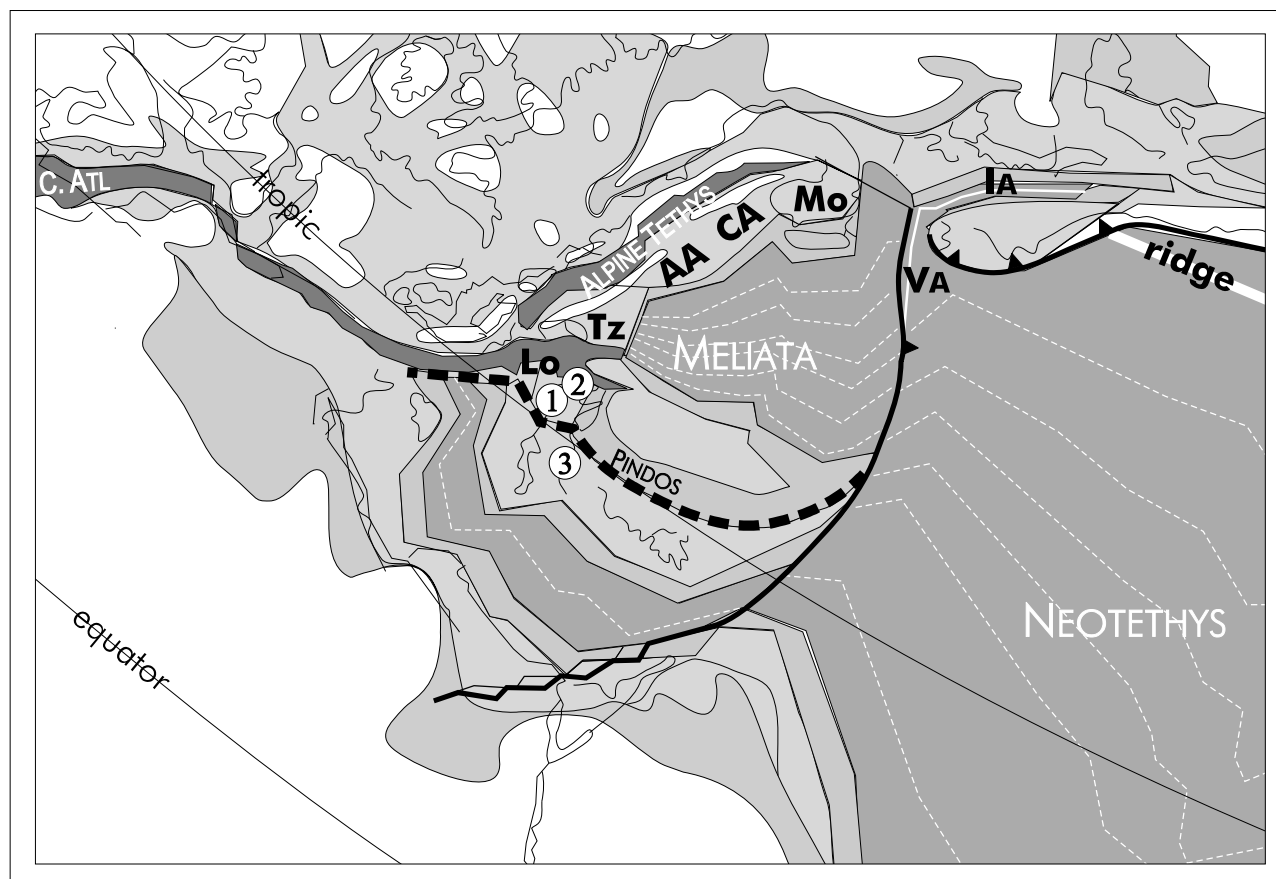 C. ATL
tropic
ALPINE TETHYS
AA
CA
Mo
IA
VA
ridge
Tz
MELIATA
Lo
1
2
3
PINDOS
NEOTETHYS
equator